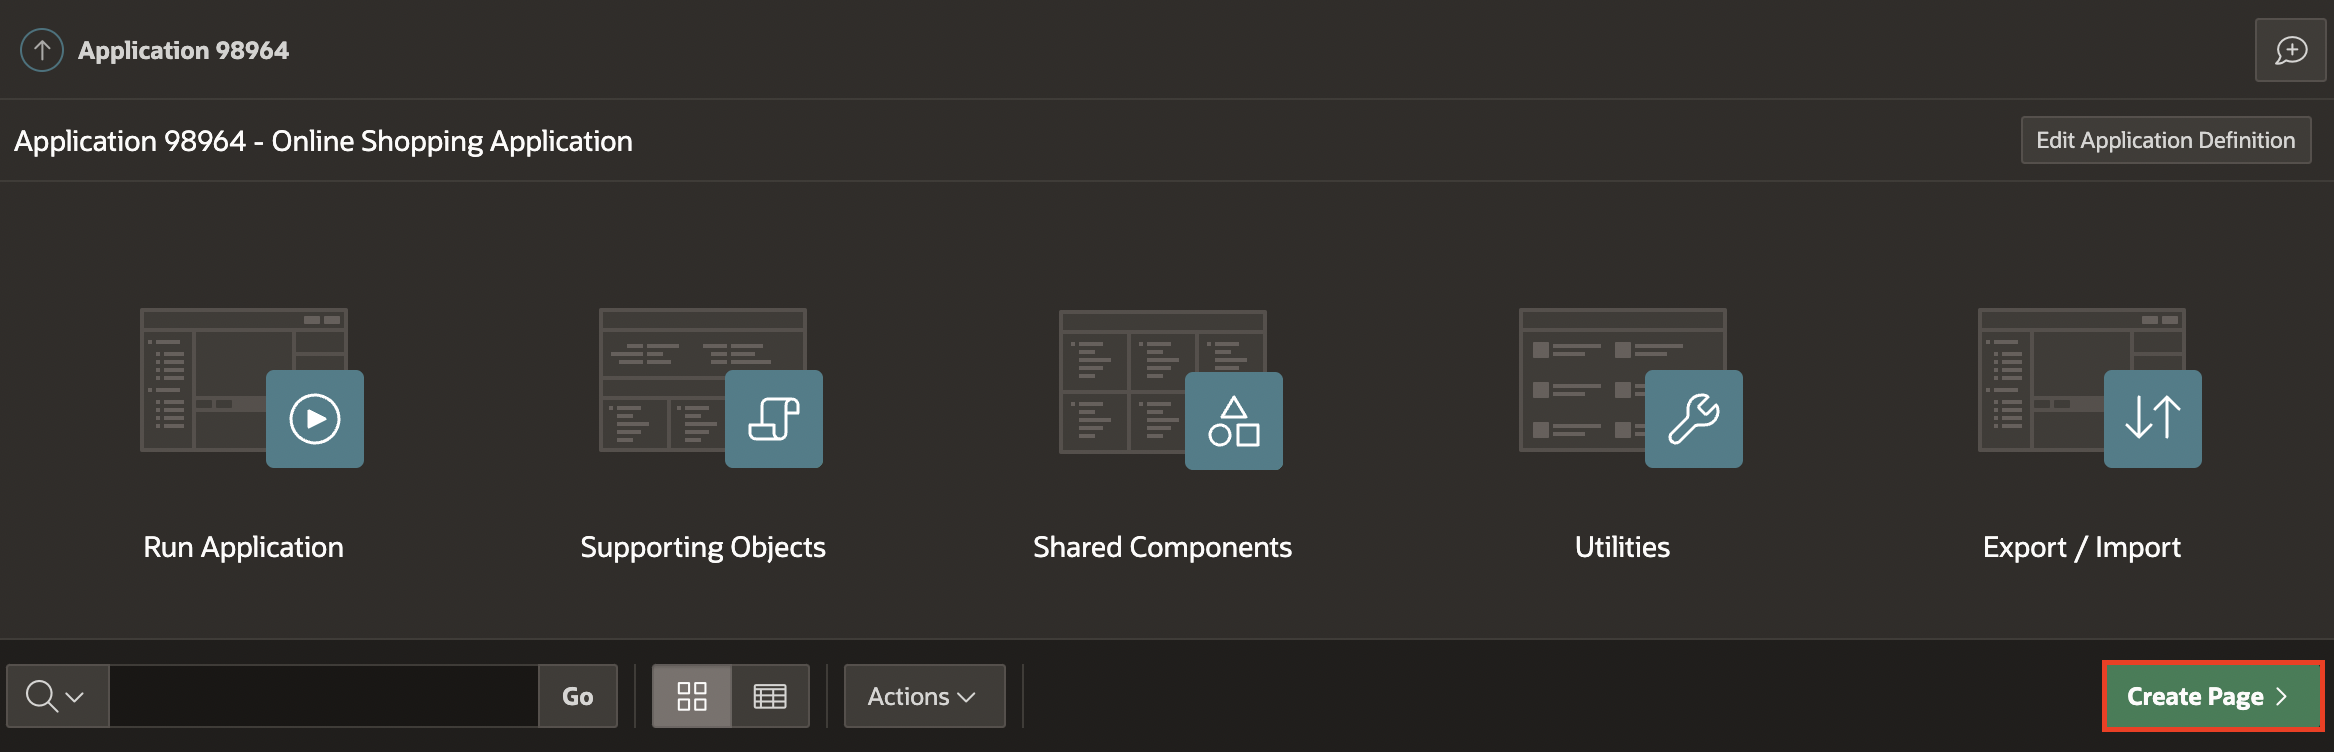 Application 98964
Application 98964 - Online Shopping Application
Edit Application Definition
Run Application
Supporting Objects
Shared Components
Utilities
Export / Import
Go
Actions
Create Page